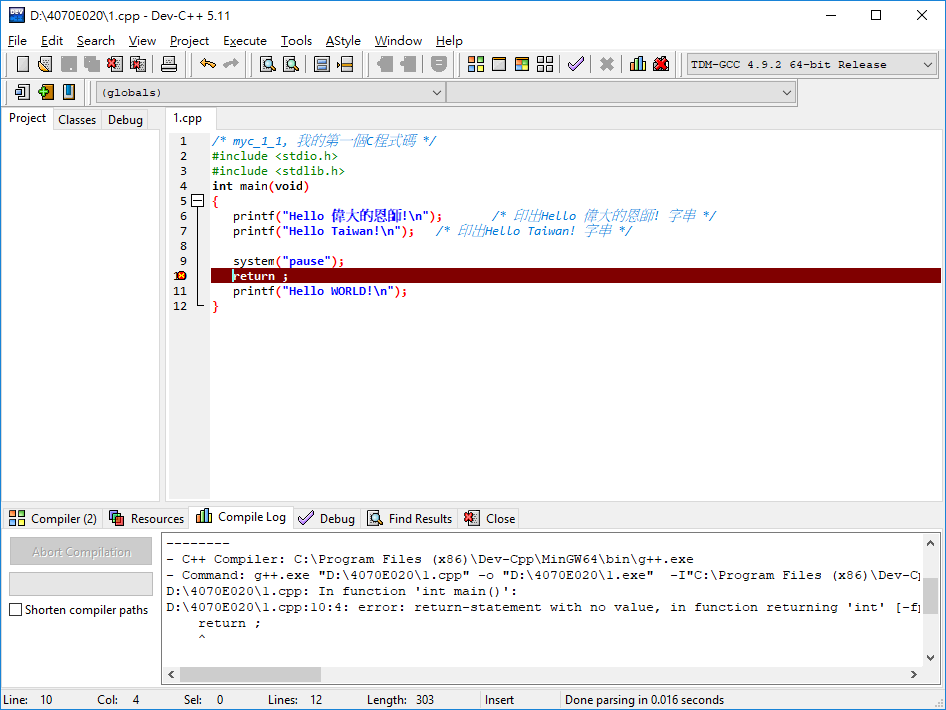 D:\4070E020\1.cpp - Dev-C++ 5.11
File Edit Search View Project Execute Tools AStyle Window Help
TDM-GCC 4.9.2 64-bit Release
(globals)
Project Classes Debug 1.cpp
1 /* myc_1_1, 我的第一個C程式碼 */
2 #include <stdio.h>
3 #include <stdlib.h>
4 int main(void)
5 {
6 printf("Hello 偉大的恩師!\n"); /* 印出Hello 偉大的恩師! 字串 */
7 printf("Hello Taiwan!\n"); /* 印出Hello Taiwan! 字串 */
8
9 system("pause");
return ;
11 printf("Hello WORLD!\n");
12 }
Compiler (2) Resources Compile Log Debug Find Results Close
Abort Compilation
Shorten compiler paths
--------
- C++ Compiler: C:\Program Files (x86)\Dev-Cpp\MinGW64\bin\g++.exe
- Command: g++.exe "D:\4070E020\1.cpp" -o "D:\4070E020\1.exe" -I"C:\Program Files (x86)\Dev-Cp
D:\4070E020\1.cpp: In function 'int main()':
D:\4070E020\1.cpp:10:4: error: return-statement with no value, in function returning 'int' [-fp
return ;
^
Line: 10 Col: 4 Sel: 0 Lines: 12 Length: 303 Insert Done parsing in 0.016 seconds